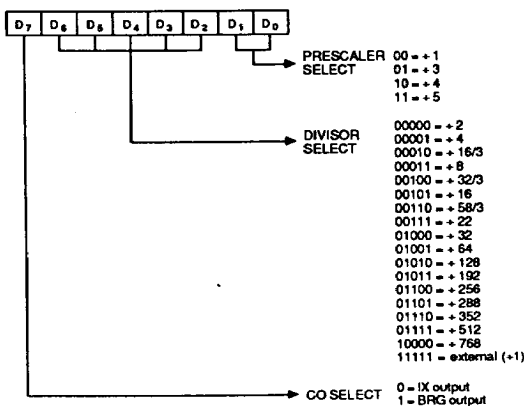 D7 D6 D5 D4 D3 D2 D1 D0
PRESCALER SELECT
00 = ÷1
01 = ÷3
10 = ÷4
11 = ÷5
DIVISOR SELECT
00000 = ÷2
00001 = ÷4
00010 = ÷16/3
00011 = ÷8
00100 = ÷32/3
00101 = ÷16
00110 = ÷58/3
00111 = ÷22
01000 = ÷32
01001 = ÷64
01010 = ÷128
01011 = ÷192
01100 = ÷256
01101 = ÷288
01110 = ÷352
01111 = ÷512
10000 = ÷768
11111 = external (÷1)
CO SELECT
0 = IX output
1 = BRG output